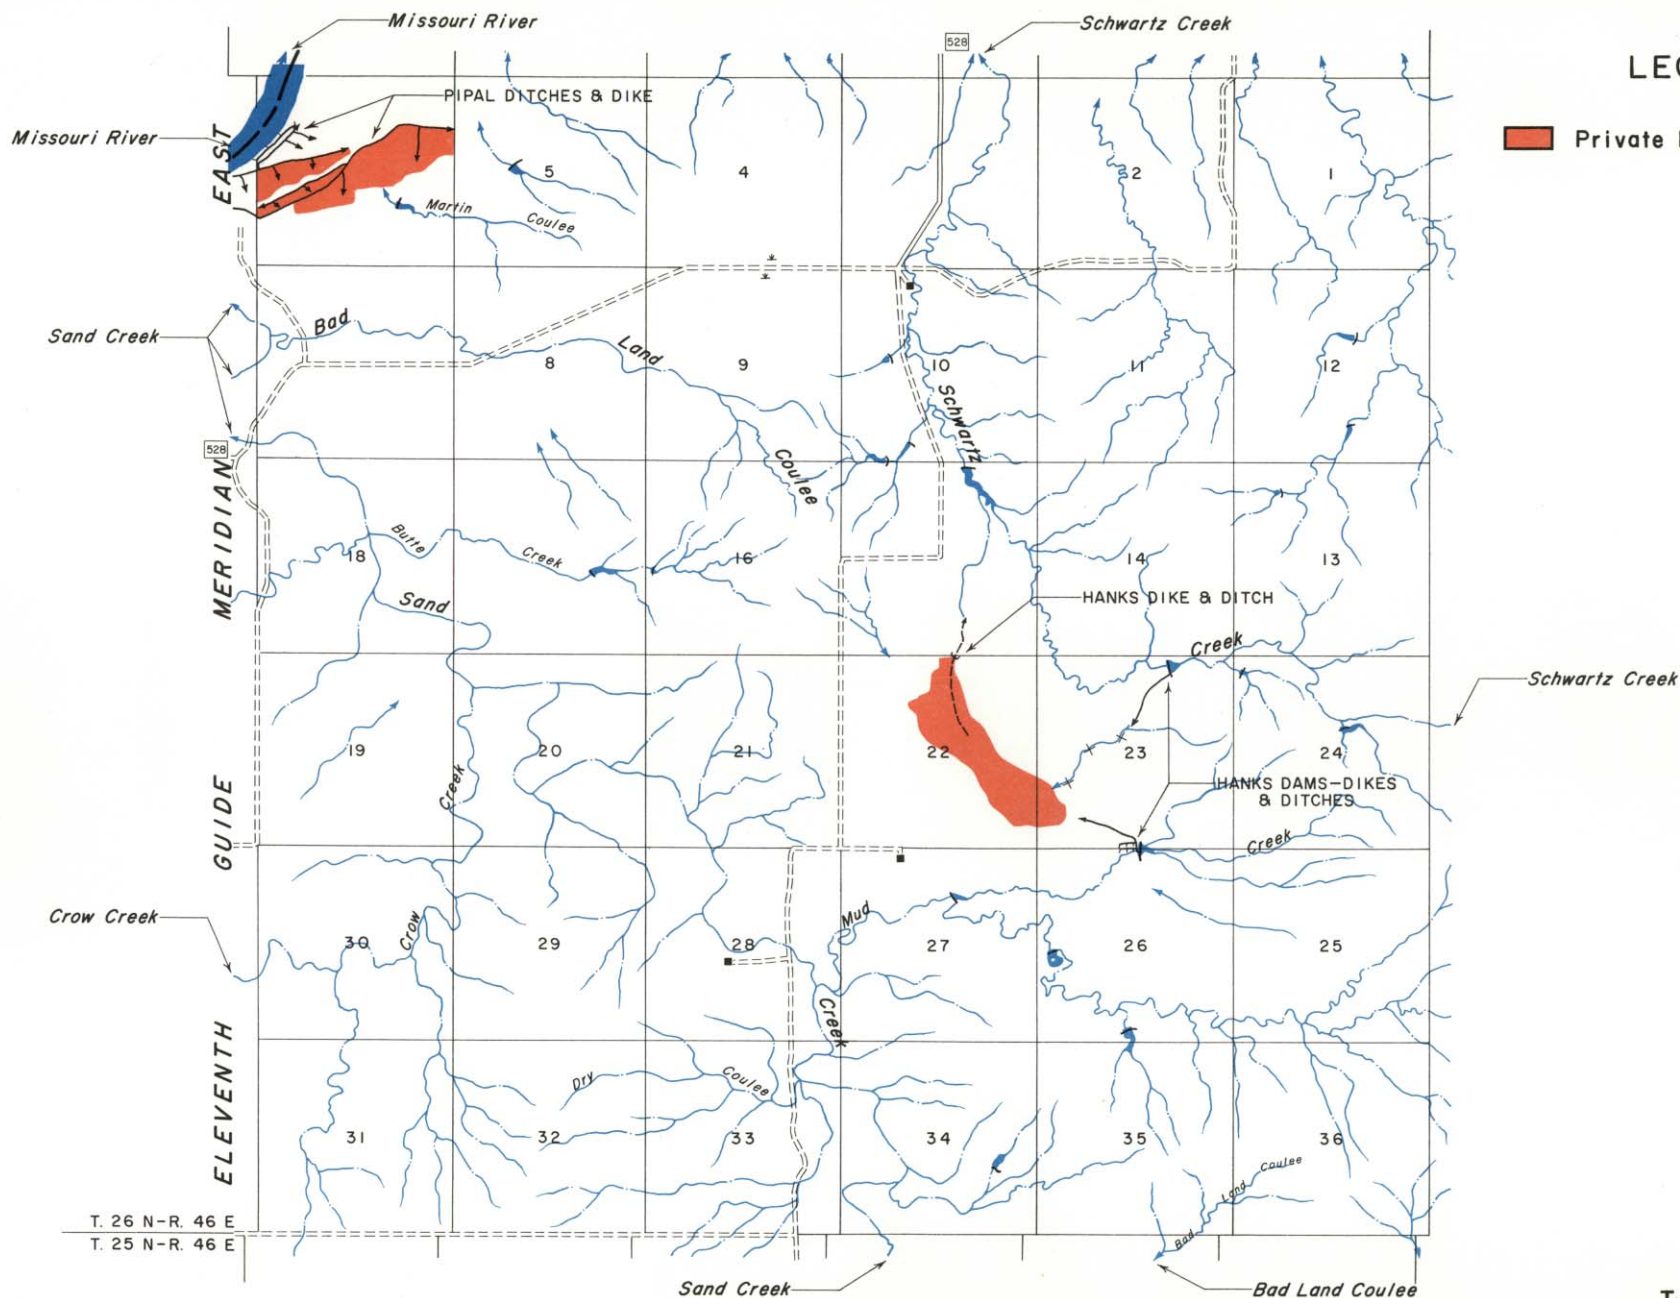 Missouri River
528
Schwartz Creek
PIPAL DITCHES & DIKE
Missouri River
Private
EAST
5
4
2
1
Martin
Coulee
Bad
Sand Creek
Land
8
9
10
11
12
Schwartz
528
Coulee
MERIDIAN
Butte
Creek
18
16
14
13
Sand
HANKS DIKE & DITCH
Creek
Schwartz Creek
19
20
21
22
23
24
Creek
HANKS DAMS-DIKES
& DITCHES
GUIDE
Creek
Crow Creek
Crow
Mud
30
29
28
27
26
25
Creek
ELEVENTH
Dry
Coulee
31
32
33
34
35
36
Bad Land Coulee
T. 26 N-R. 46 E
T. 25 N-R. 46 E
Sand Creek
Bad Land Coulee